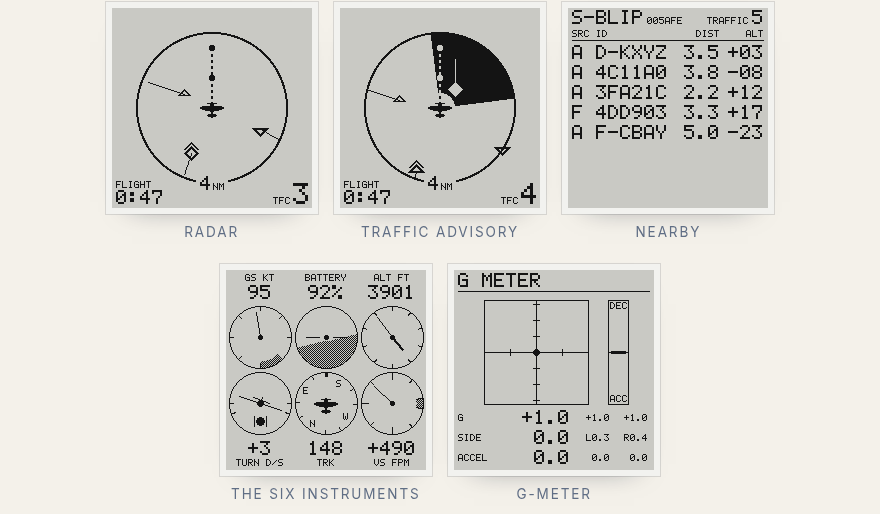 4NM
FLIGHT
0:47
TFC 3
RADAR
4NM
FLIGHT
0:47
TFC 4
TRAFFIC ADVISORY
S-BLIP 005AFE TRAFFIC 5
SRC ID DIST ALT
A D-KXYZ 3.5 +03
A 4C11A0 3.8 -08
A 3FA21C 2.2 +12
F 4DD903 3.3 +17
A F-CBAY 5.0 -23
NEARBY
GS KT BATTERY ALT FT
95 92% 3901
E S N W
+3 148 +490
TURN D/S TRK VS FPM
THE SIX INSTRUMENTS
G METER
DEC
ACC
G +1.0 +1.0 +1.0
SIDE 0.0 L0.3 R0.4
ACCEL 0.0 0.0 0.0
G-METER